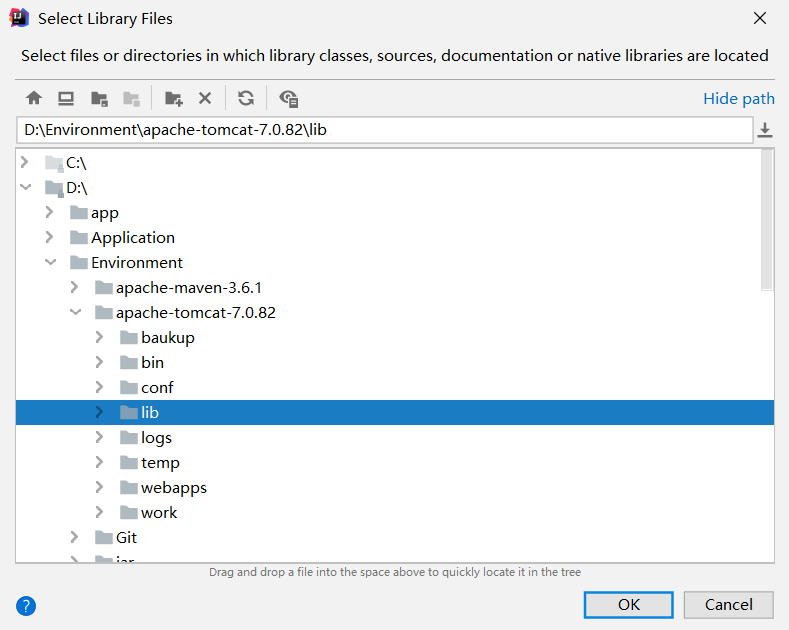 Select Library Files
Select files or directories in which library classes, sources, documentation or native libraries are located
Hide path
D:\Environment\apache-tomcat-7.0.82\lib
C:\
D:\
app
Application
Environment
apache-maven-3.6.1
apache-tomcat-7.0.82
baukup
bin
conf
lib
logs
temp
webapps
work
Git
jar
Drag and drop a file into the space above to quickly locate it in the tree
?
OK
Cancel